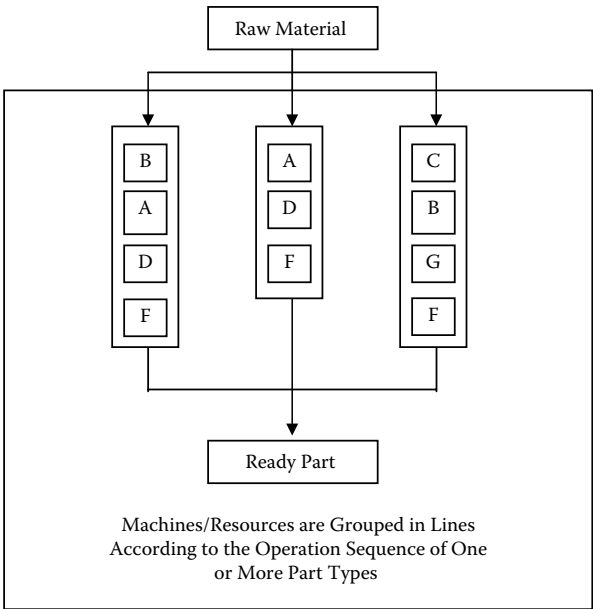 Raw Material
B
A
D
F
A
D
F
C
B
G
F
Ready Part
Machines/Resources are Grouped in Lines
According to the Operation Sequence of One
or More Part Types